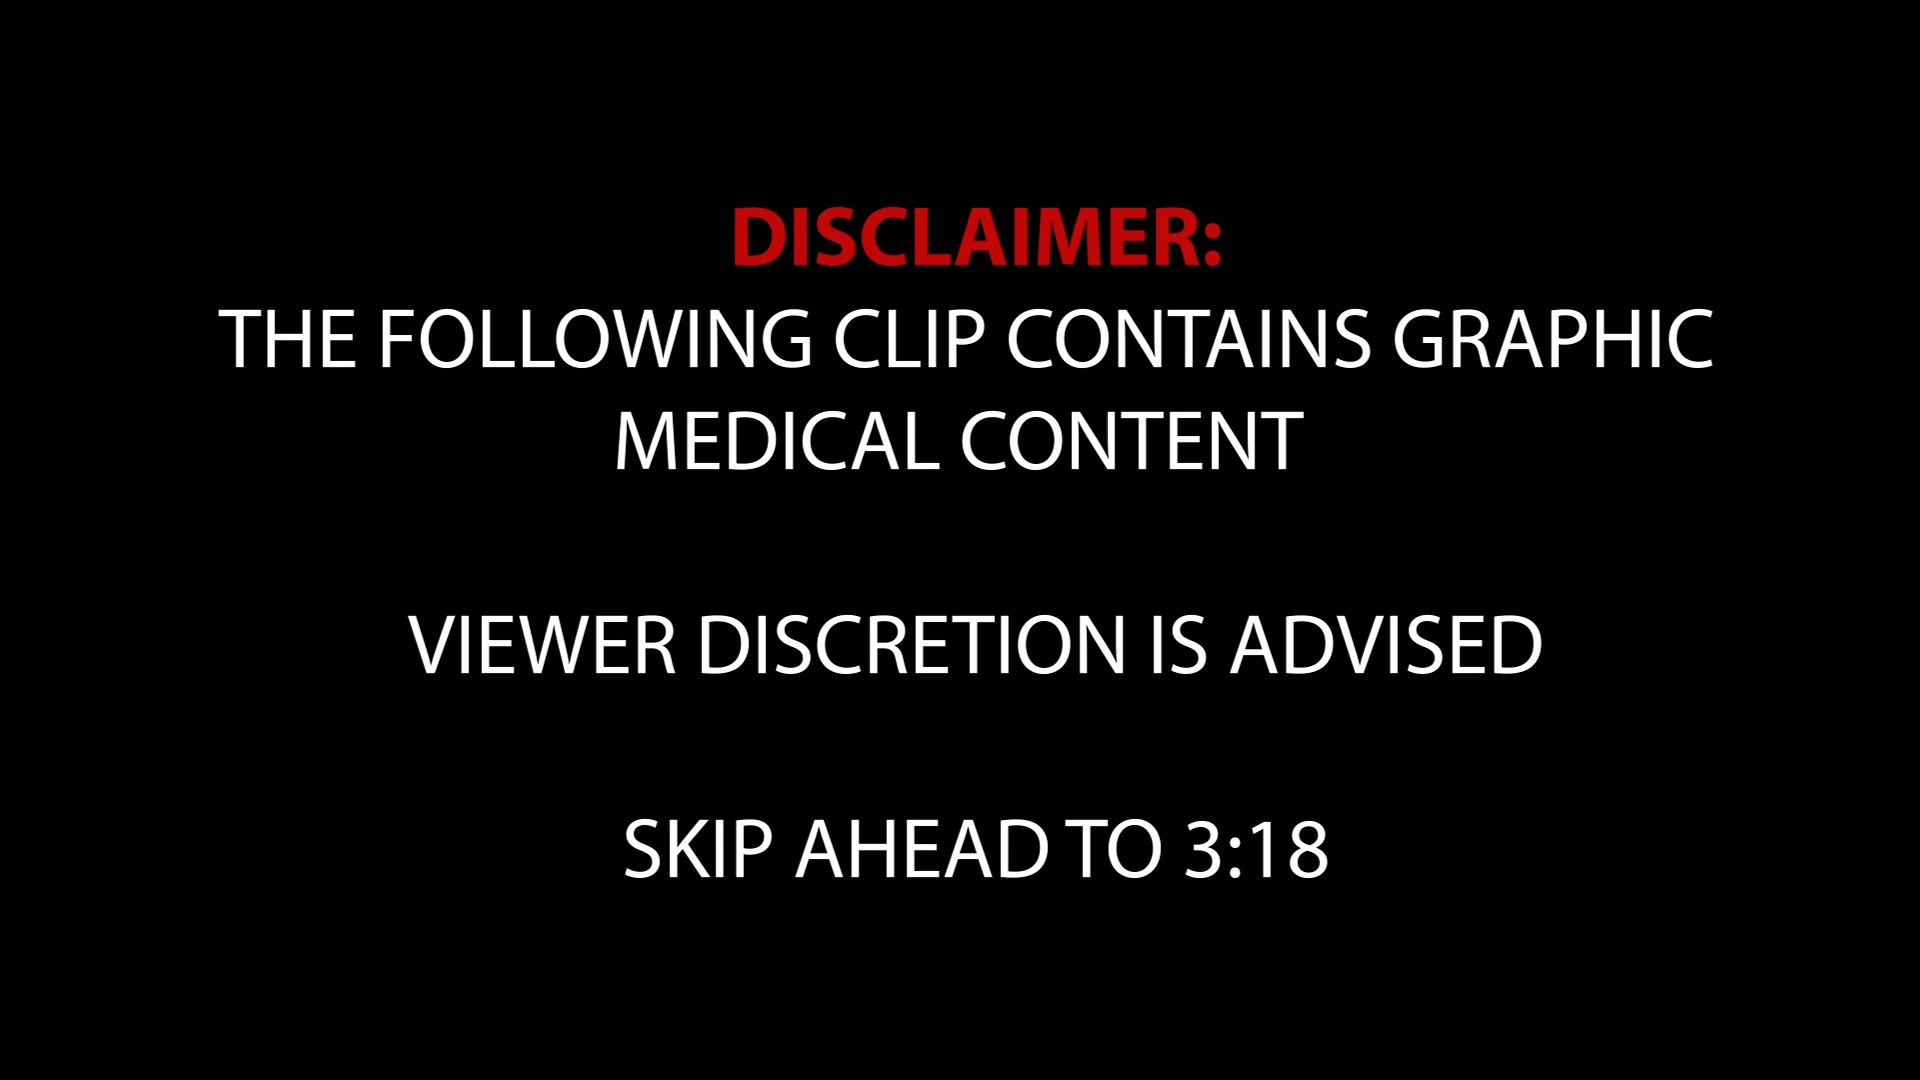 DISCLAIMER:
THE FOLLOWING CLIP CONTAINS GRAPHIC
MEDICAL CONTENT
VIEWER DISCRETION IS ADVISED
SKIP AHEAD TO 3:18